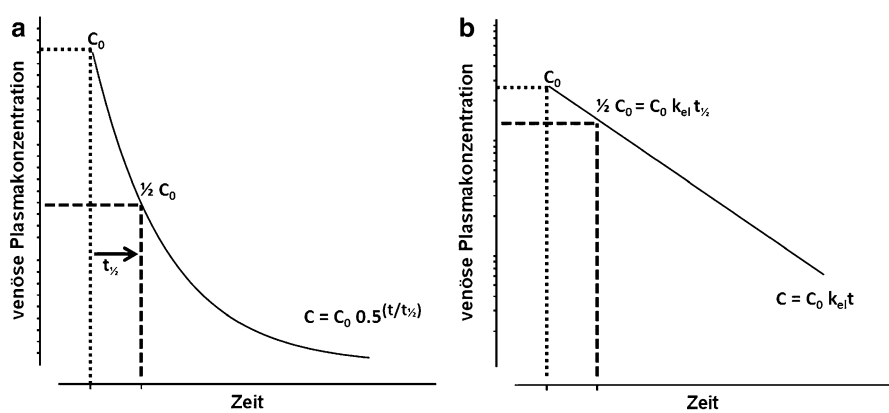 a
venöse Plasmakonzentration
C₀
½ C₀
t½
C = C₀ 0.5^(t/t½)
Zeit
b
venöse Plasmakonzentration
C₀
½ C₀ = C₀ kₑₗ t½
C = C₀ kₑₗt
Zeit